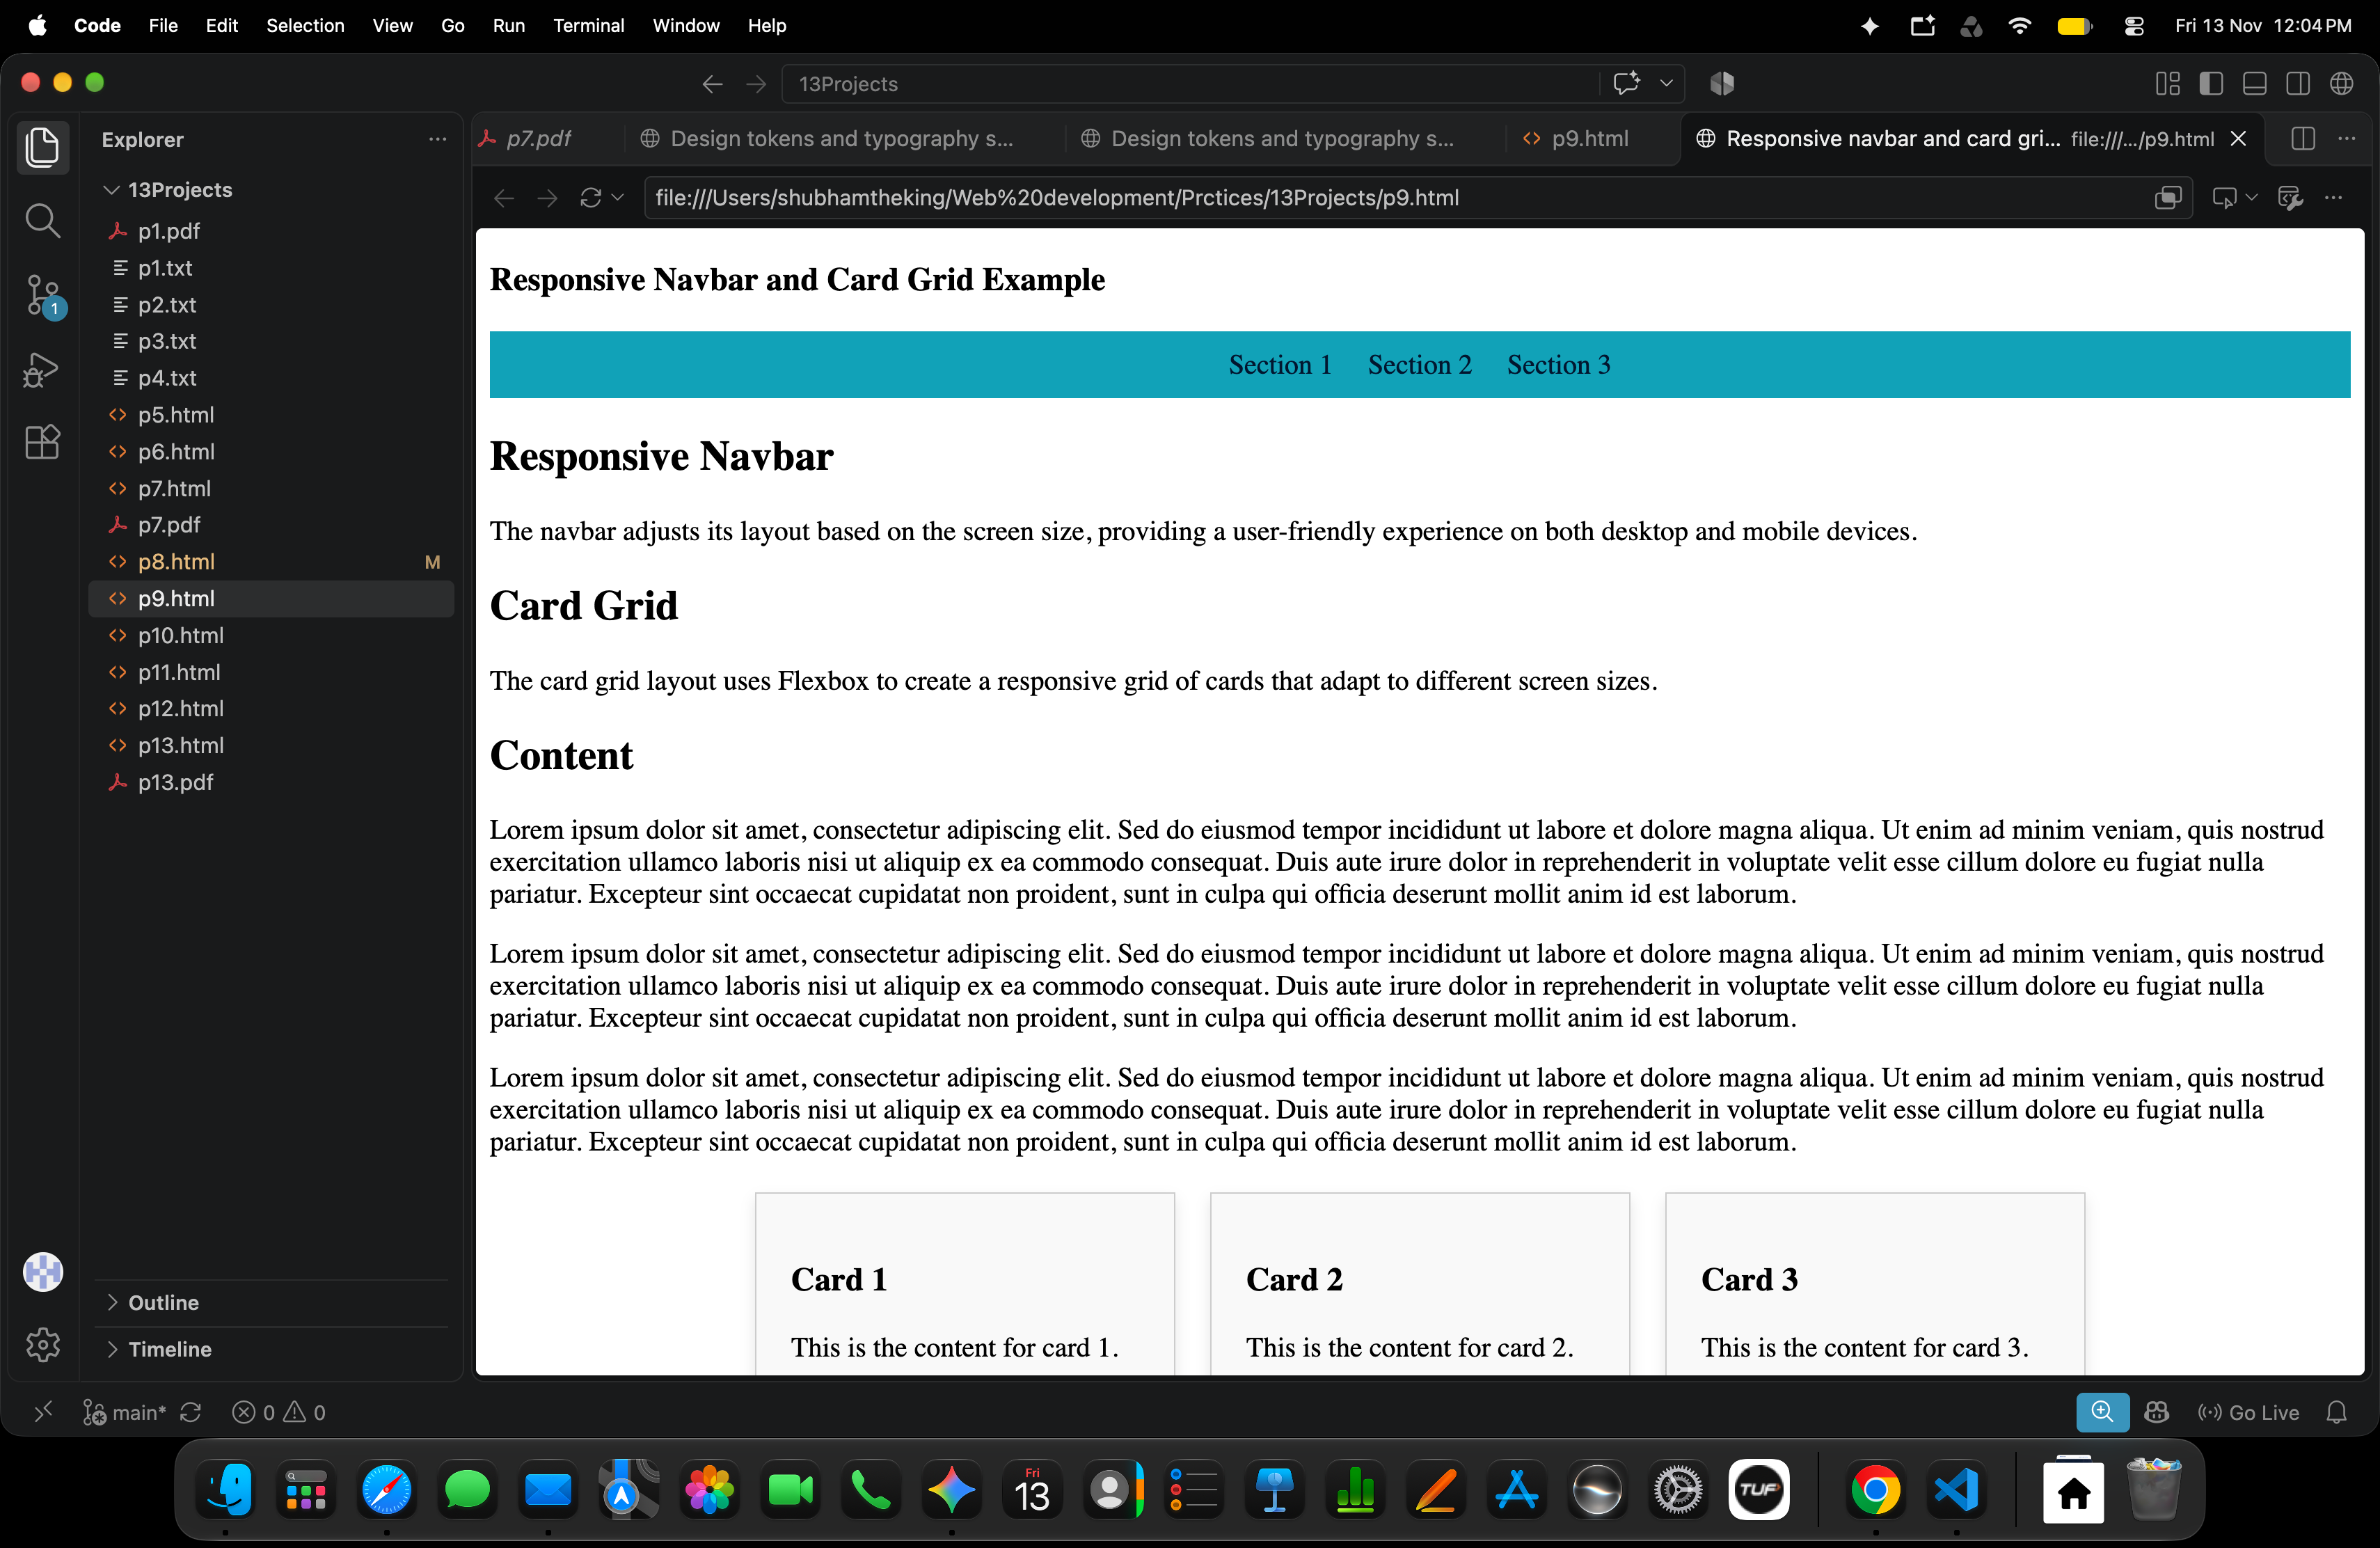 Code File Edit Selection View Go Run Terminal Window Help
Fri 13 Nov 12:04 PM
13Projects
Explorer
13Projects
p1.pdf
p1.txt
p2.txt
p3.txt
p4.txt
p5.html
p6.html
p7.html
p7.pdf
p8.html M
p9.html
p10.html
p11.html
p12.html
p13.html
p13.pdf
1
Outline
Timeline
p7.pdf
Design tokens and typography s...
Design tokens and typography s...
p9.html
Responsive navbar and card gri... file:///.../p9.html
file:///Users/shubhamtheking/Web%20development/Prctices/13Projects/p9.html
Responsive Navbar and Card Grid Example
Section 1 Section 2 Section 3
Responsive Navbar
The navbar adjusts its layout based on the screen size, providing a user-friendly experience on both desktop and mobile devices.
Card Grid
The card grid layout uses Flexbox to create a responsive grid of cards that adapt to different screen sizes.
Content
Lorem ipsum dolor sit amet, consectetur adipiscing elit. Sed do eiusmod tempor incididunt ut labore et dolore magna aliqua. Ut enim ad minim veniam, quis nostrud
exercitation ullamco laboris nisi ut aliquip ex ea commodo consequat. Duis aute irure dolor in reprehenderit in voluptate velit esse cillum dolore eu fugiat nulla
pariatur. Excepteur sint occaecat cupidatat non proident, sunt in culpa qui officia deserunt mollit anim id est laborum.
Lorem ipsum dolor sit amet, consectetur adipiscing elit. Sed do eiusmod tempor incididunt ut labore et dolore magna aliqua. Ut enim ad minim veniam, quis nostrud
exercitation ullamco laboris nisi ut aliquip ex ea commodo consequat. Duis aute irure dolor in reprehenderit in voluptate velit esse cillum dolore eu fugiat nulla
pariatur. Excepteur sint occaecat cupidatat non proident, sunt in culpa qui officia deserunt mollit anim id est laborum.
Lorem ipsum dolor sit amet, consectetur adipiscing elit. Sed do eiusmod tempor incididunt ut labore et dolore magna aliqua. Ut enim ad minim veniam, quis nostrud
exercitation ullamco laboris nisi ut aliquip ex ea commodo consequat. Duis aute irure dolor in reprehenderit in voluptate velit esse cillum dolore eu fugiat nulla
pariatur. Excepteur sint occaecat cupidatat non proident, sunt in culpa qui officia deserunt mollit anim id est laborum.
Card 1
This is the content for card 1.
Card 2
This is the content for card 2.
Card 3
This is the content for card 3.
main* 0 0
Go Live
Fri
13
TUF